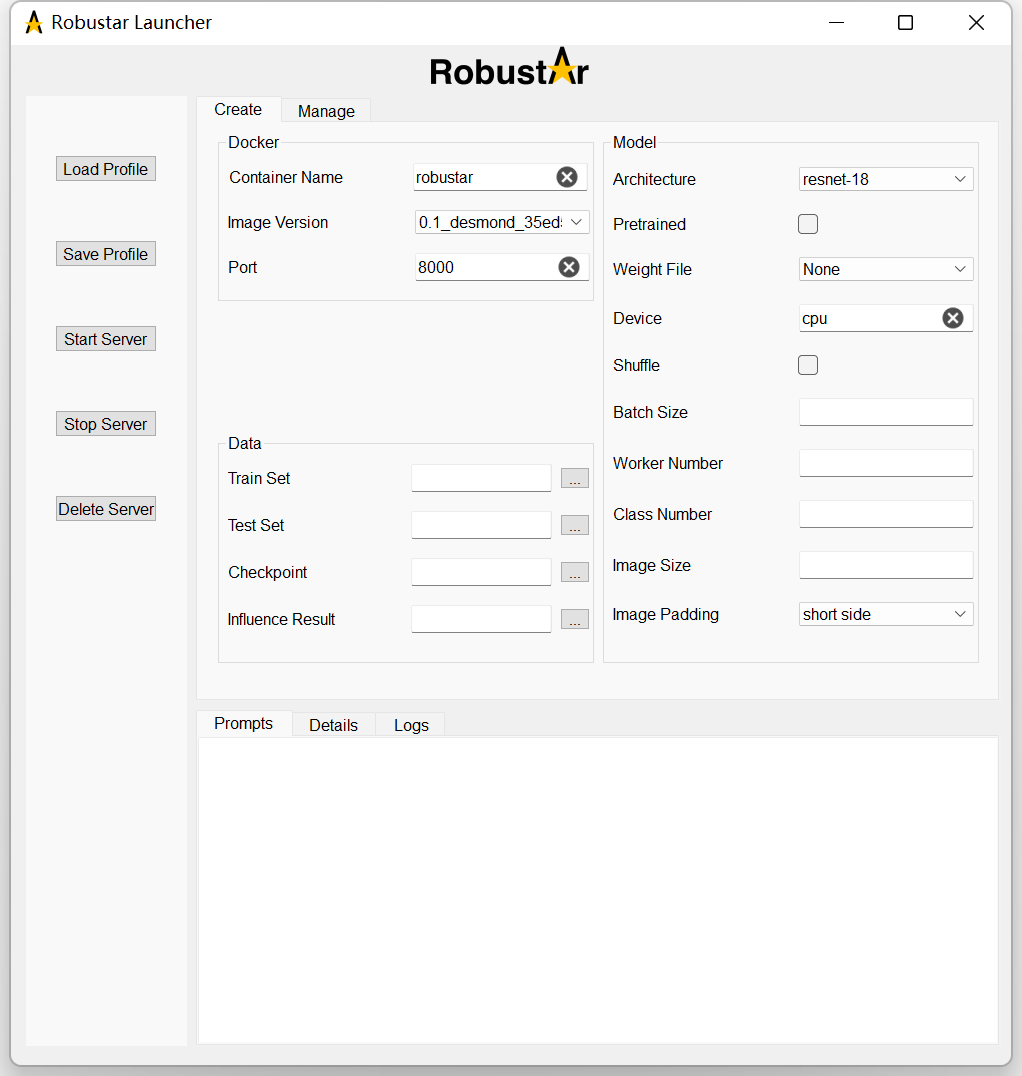 Robustar Launcher
Robustar
Load Profile
Save Profile
Start Server
Stop Server
Delete Server
Create
Manage
Docker
Container Name
robustar
Image Version
0.1_desmond_35ed
Port
8000
Data
Train Set
...
Test Set
...
Checkpoint
...
Influence Result
...
Model
Architecture
resnet-18
Pretrained
Weight File
None
Device
cpu
Shuffle
Batch Size
Worker Number
Class Number
Image Size
Image Padding
short side
Prompts
Details
Logs